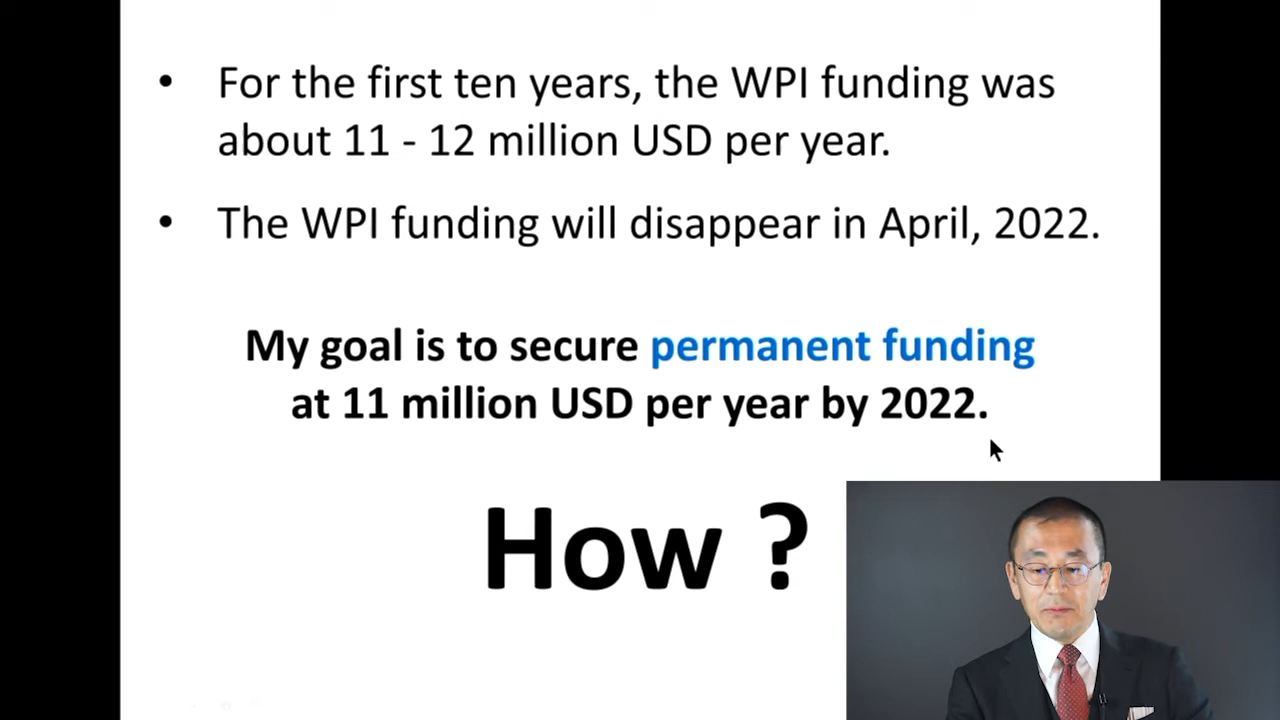 • For the first ten years, the WPI funding was
about 11 - 12 million USD per year.
• The WPI funding will disappear in April, 2022.
My goal is to secure permanent funding
at 11 million USD per year by 2022.
How ?